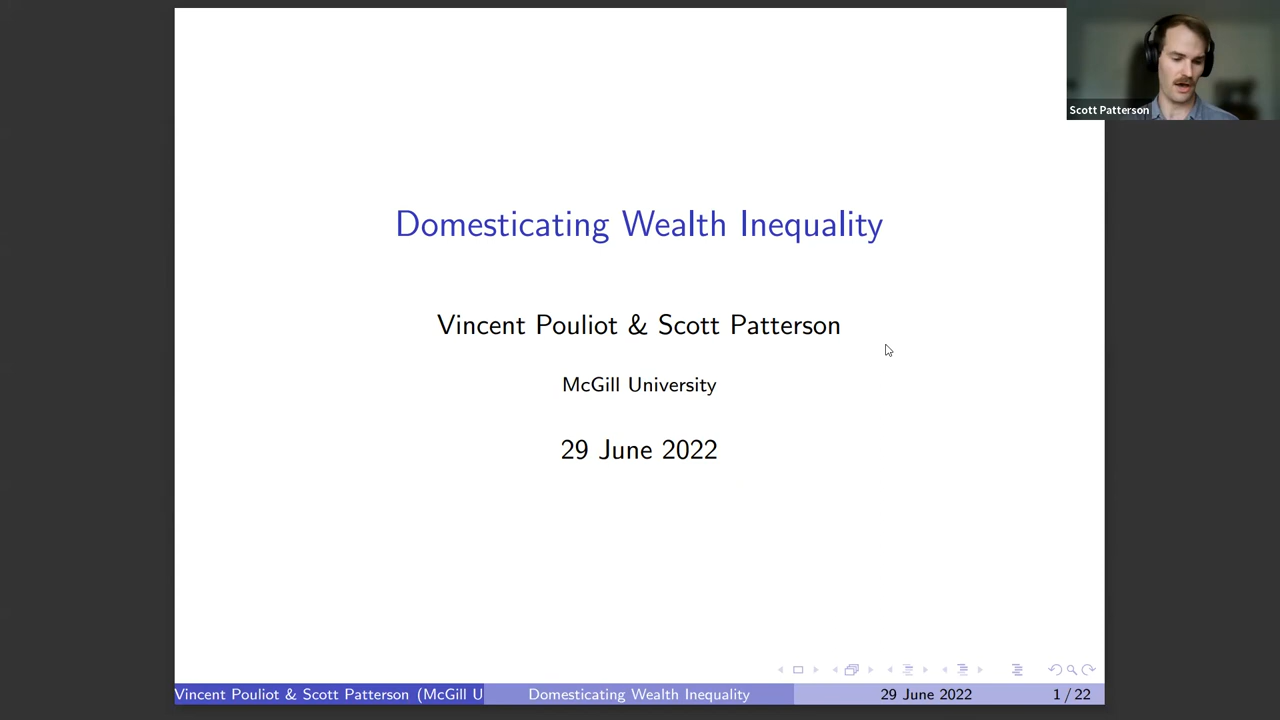 Scott Patterson
Domesticating Wealth Inequality
Vincent Pouliot & Scott Patterson
McGill University
29 June 2022
Vincent Pouliot & Scott Patterson (McGill U
Domesticating Wealth Inequality
29 June 2022
1 / 22